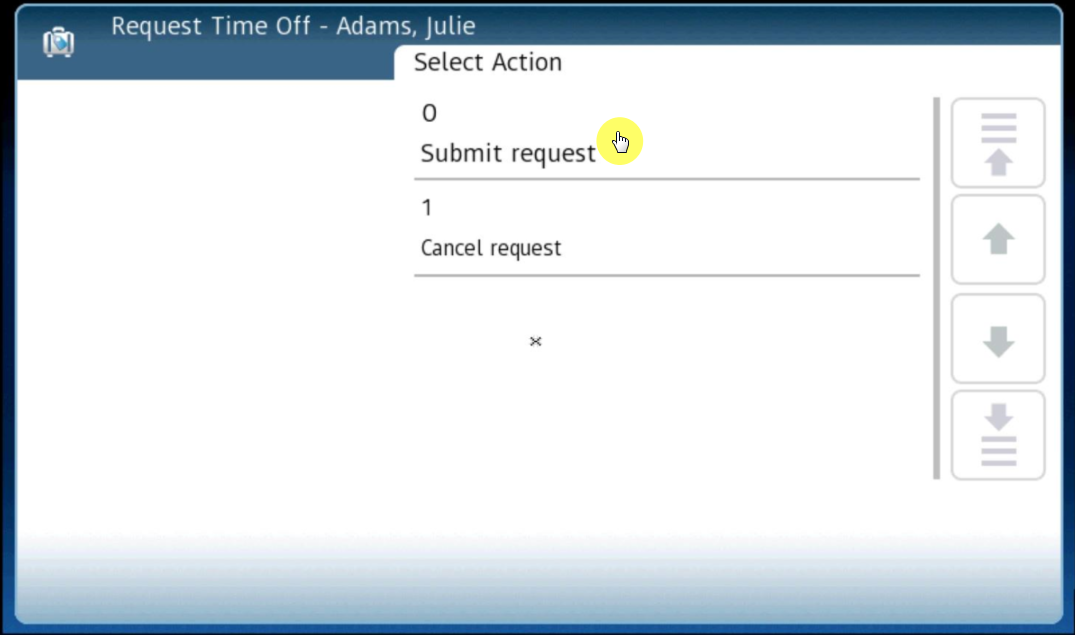 Request Time Off - Adams, Julie
Select Action
0
Submit request
1
Cancel request